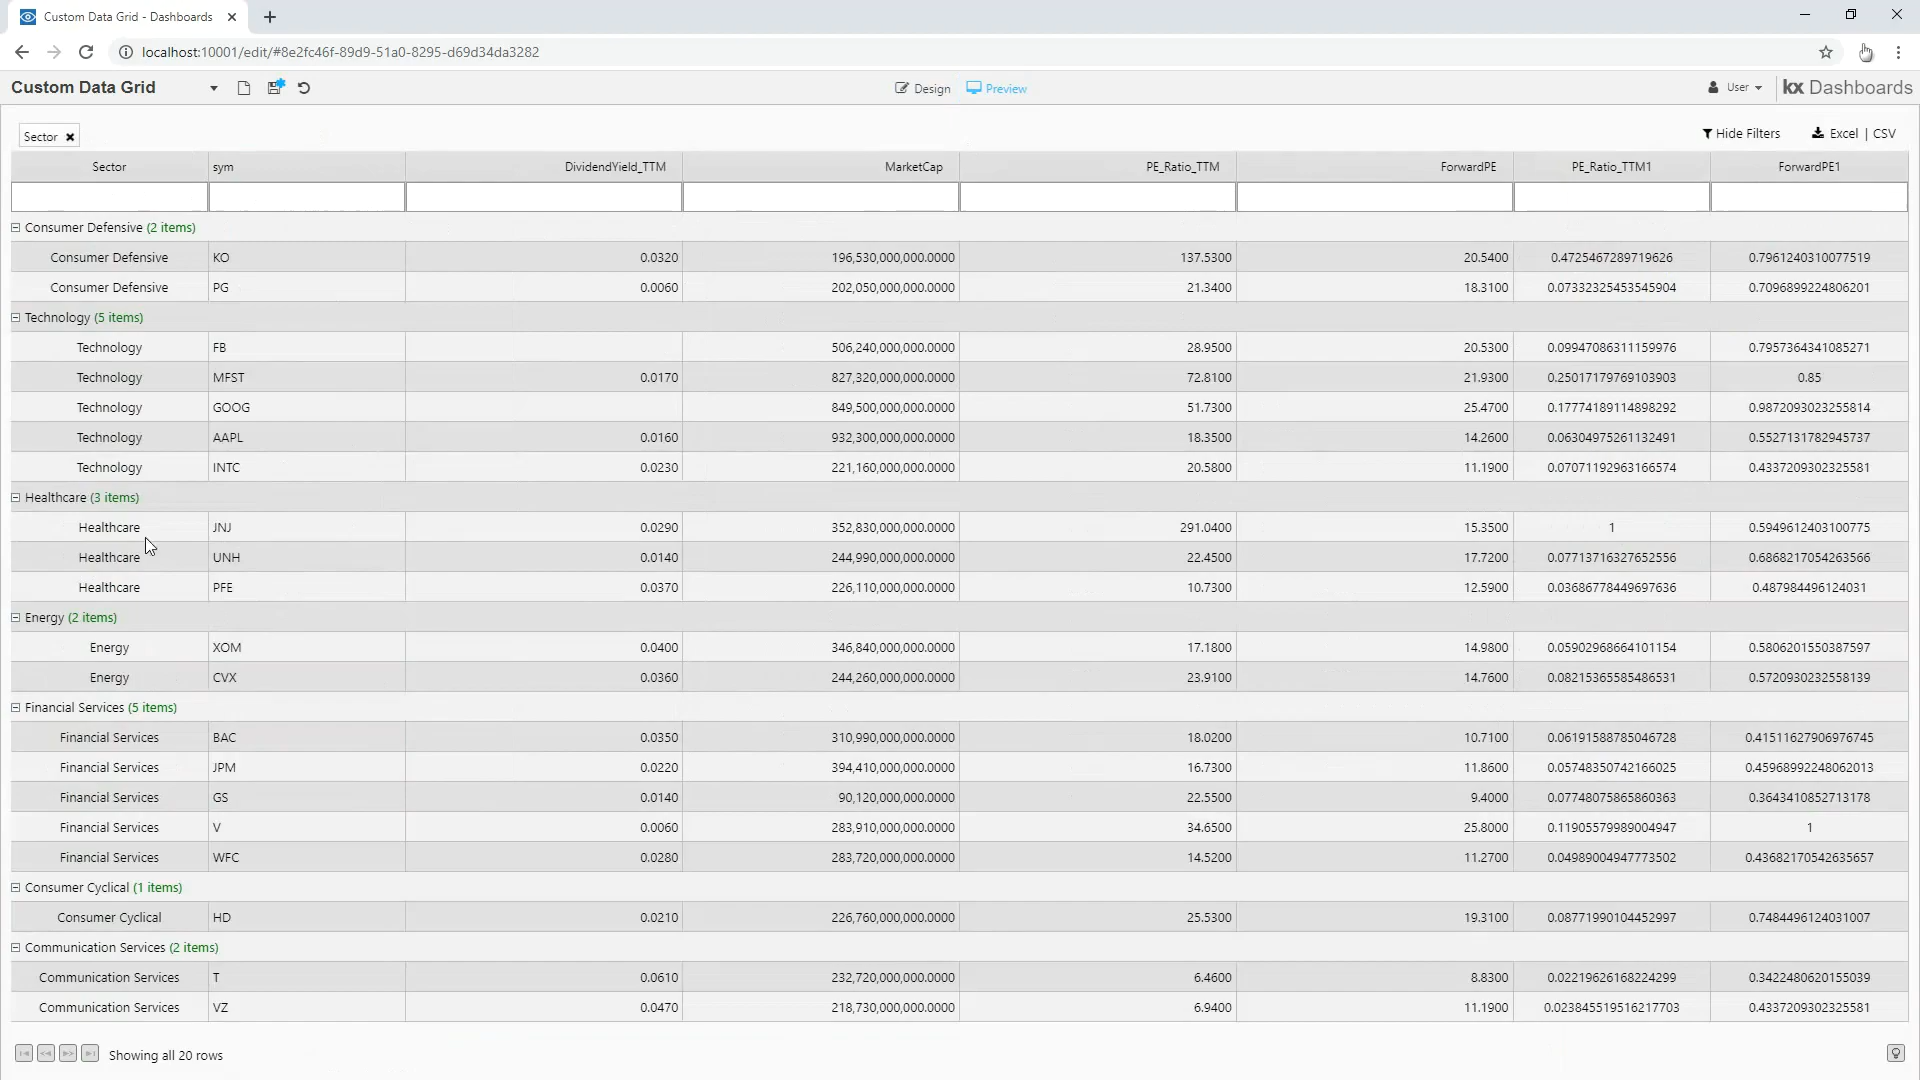 Custom Data Grid - Dashboards
localhost:10001/edit/#8e2fc46f-89d9-51a0-8295-d69d34da3282
Custom Data Grid Design Preview User kx Dashboards
Sector Hide Filters Excel | CSV
Sector sym DividendYield_TTM MarketCap PE_Ratio_TTM ForwardPE PE_Ratio_TTM1 ForwardPE1
Consumer Defensive (2 items)
Consumer Defensive KO 0.0320 196,530,000,000.0000 137.5300 20.5400 0.4725467289719626 0.7961240310077519
Consumer Defensive PG 0.0060 202,050,000,000.0000 21.3400 18.3100 0.07332325453545904 0.7096899224806201
Technology (5 items)
Technology FB 506,240,000,000.0000 28.9500 20.5300 0.09947086311159976 0.7957364341085271
Technology MFST 0.0170 827,320,000,000.0000 72.8100 21.9300 0.25017179769103903 0.85
Technology GOOG 849,500,000,000.0000 51.7300 25.4700 0.17774189114898292 0.9872093023255814
Technology AAPL 0.0160 932,300,000,000.0000 18.3500 14.2600 0.06304975261132491 0.5527131782945737
Technology INTC 0.0230 221,160,000,000.0000 20.5800 11.1900 0.07071192963166574 0.4337209302325581
Healthcare (3 items)
Healthcare JNJ 0.0290 352,830,000,000.0000 291.0400 15.3500 1 0.5949612403100775
Healthcare UNH 0.0140 244,990,000,000.0000 22.4500 17.7200 0.07713716327652556 0.6868217054263566
Healthcare PFE 0.0370 226,110,000,000.0000 10.7300 12.5900 0.03686778449697636 0.487984496124031
Energy (2 items)
Energy XOM 0.0400 346,840,000,000.0000 17.1800 14.9800 0.05902968664101154 0.5806201550387597
Energy CVX 0.0360 244,260,000,000.0000 23.9100 14.7600 0.08215365585486531 0.5720930232558139
Financial Services (5 items)
Financial Services BAC 0.0350 310,990,000,000.0000 18.0200 10.7100 0.06191588785046728 0.41511627906976745
Financial Services JPM 0.0220 394,410,000,000.0000 16.7300 11.8600 0.05748350742166025 0.45968992248062013
Financial Services GS 0.0140 90,120,000,000.0000 22.5500 9.4000 0.07748075865860363 0.3643410852713178
Financial Services V 0.0060 283,910,000,000.0000 34.6500 25.8000 0.11905579989004947 1
Financial Services WFC 0.0280 283,720,000,000.0000 14.5200 11.2700 0.04989004947773502 0.43682170542635657
Consumer Cyclical (1 items)
Consumer Cyclical HD 0.0210 226,760,000,000.0000 25.5300 19.3100 0.08771990104452997 0.7484496124031007
Communication Services (2 items)
Communication Services T 0.0610 232,720,000,000.0000 6.4600 8.8300 0.02219626168224299 0.3422480620155039
Communication Services VZ 0.0470 218,730,000,000.0000 6.9400 11.1900 0.023845519516217703 0.4337209302325581
Showing all 20 rows